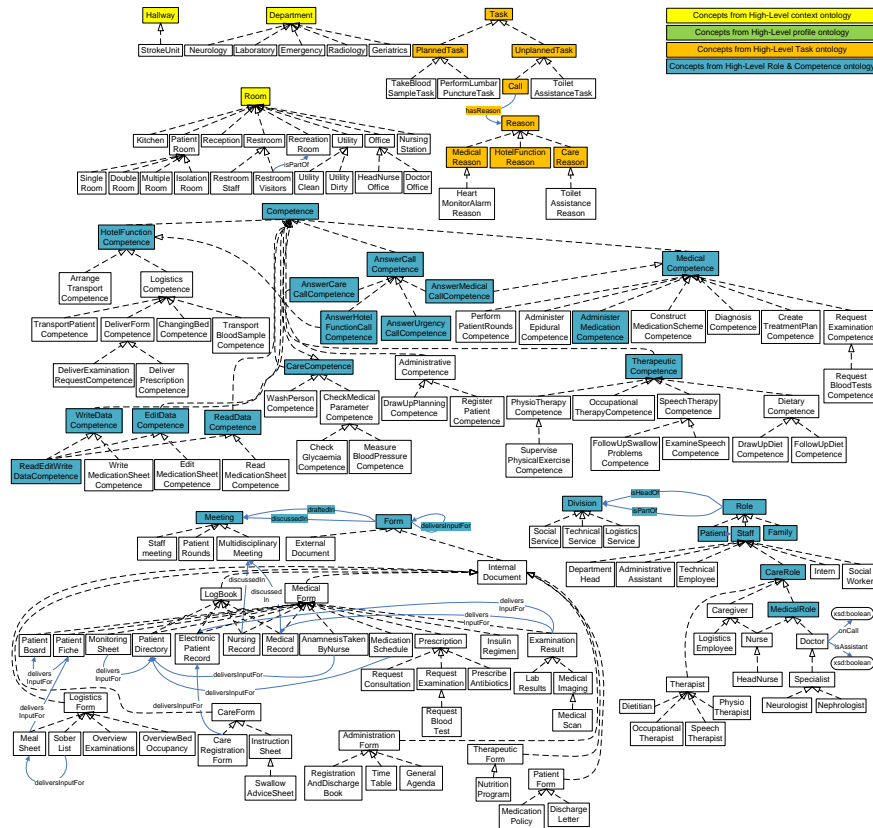 Hallway
Department
Task
Concepts from High-Level context ontology
Concepts from High-Level profile ontology
Concepts from High-Level Task ontology
Concepts from High-Level Role & Competence ontology
StrokeUnit
Neurology
Laboratory
Emergency
Radiology
Geriatrics
PlannedTask
UnplannedTask
TakeBlood
SampleTask
PerformLumbar
PunctureTask
Call
Toilet
AssistanceTask
hasReason
Reason
Room
Kitchen
Patient
Room
Reception
Restroom
Recreation
Room
Utility
Office
Nursing
Station
isPartOf
Single
Room
Double
Room
Multiple
Room
Isolation
Room
Restroom
Staff
Restroom
Visitors
Utility
Clean
Utility
Dirty
HeadNurse
Office
Doctor
Office
Medical
Reason
HotelFunction
Reason
Care
Reason
Heart
MonitorAlarm
Reason
Toilet
Assistance
Reason
Competence
HotelFunction
Competence
AnswerCall
Competence
Medical
Competence
Arrange
Transport
Competence
Logistics
Competence
AnswerCare
CallCompetence
AnswerMedical
CallCompetence
TransportPatient
Competence
DeliverForm
Competence
ChangingBed
Competence
Transport
BloodSample
Competence
AnswerHotel
FunctionCall
Competence
AnswerUrgency
CallCompetence
Perform
PatientRounds
Competence
Administer
Epidural
Competence
Administer
Medication
Competence
Construct
MedicationScheme
Competence
Diagnosis
Competence
Create
TreatmentPlan
Competence
Request
Examination
Competence
DeliverExamination
RequestCompetence
Deliver
Prescription
Competence
CareCompetence
Administrative
Competence
Therapeutic
Competence
Request
BloodTests
Competence
WashPerson
Competence
CheckMedical
Parameter
Competence
DrawUpPlanning
Competence
Register
Patient
Competence
PhysioTherapy
Competence
Occupational
TherapyCompetence
SpeechTherapy
Competence
Dietary
Competence
WriteData
Competence
EditData
Competence
ReadData
Competence
Check
Glycaemia
Competence
Measure
BloodPressure
Competence
Supervise
PhysicalExercise
Competence
FollowUpSwallow
Problems
Competence
ExamineSpeech
Competence
DrawUpDiet
Competence
FollowUpDiet
Competence
ReadEditWrite
DataCompetence
Write
MedicationSheet
Competence
Edit
MedicationSheet
Competence
Read
MedicationSheet
Competence
Meeting
draftedIn
discussedIn
Form
deliversInputFor
Division
isHeadOf
isPartOf
Role
Staff
meeting
Patient
Rounds
Multidisciplinary
Meeting
External
Document
Internal
Document
Social
Service
Technical
Service
Logistics
Service
Patient
Staff
Family
Department
Head
Administrative
Assistant
Technical
Employee
CareRole
Intern
Social
Worker
discussedIn
discussed
In
LogBook
Medical
Form
delivers
InputFor
Caregiver
MedicalRole
xsd:boolean
onCall
isAssistant
xsd:boolean
Patient
Board
Patient
Fiche
Monitoring
Sheet
Patient
Directory
Electronic
Patient
Record
Nursing
Record
Medical
Record
AnamnesisTaken
ByNurse
Medication
Schedule
Prescription
Insulin
Regimen
Examination
Result
Logistics
Employee
Nurse
Doctor
HeadNurse
Specialist
delivers
InputFor
delivers
InputFor
delivers
InputFor
deliversInputFor
deliversInputFor
Request
Consultation
Request
Examination
Prescribe
Antibiotics
Lab
Results
Medical
Imaging
Request
Blood
Test
Medical
Scan
Therapist
Neurologist
Nephrologist
Dietitian
Physio
Therapist
Occupational
Therapist
Speech
Therapist
Logistics
Form
CareForm
Meal
Sheet
Sober
List
Overview
Examinations
OverviewBed
Occupancy
Care
Registration
Form
Instruction
Sheet
Swallow
AdviceSheet
deliversInputFor
Administration
Form
Registration
AndDischarge
Book
Time
Table
General
Agenda
Therapeutic
Form
Nutrition
Program
Patient
Form
Medication
Policy
Discharge
Letter